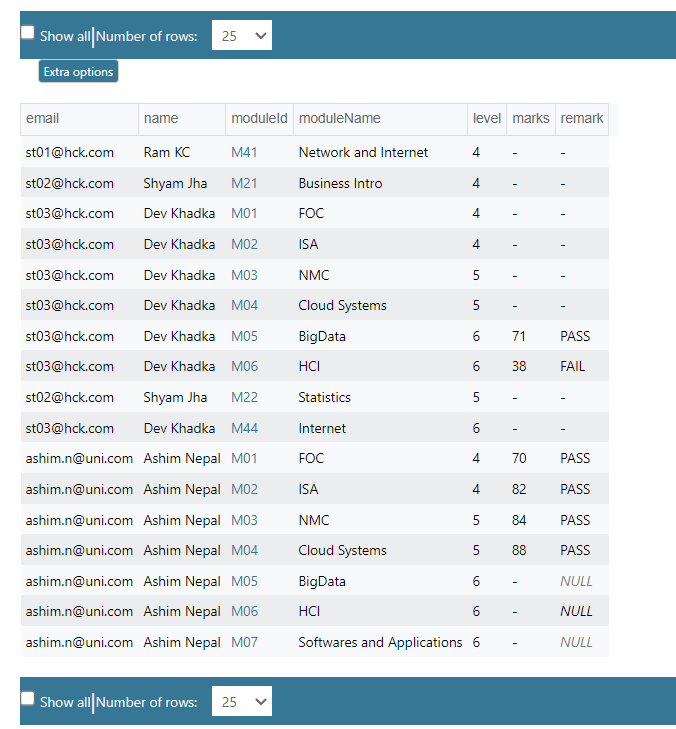 Show all Number of rows: 25
Extra options
email name moduleId moduleName level marks remark
st01@hck.com Ram KC M41 Network and Internet 4 - -
st02@hck.com Shyam Jha M21 Business Intro 4 - -
st03@hck.com Dev Khadka M01 FOC 4 - -
st03@hck.com Dev Khadka M02 ISA 4 - -
st03@hck.com Dev Khadka M03 NMC 5 - -
st03@hck.com Dev Khadka M04 Cloud Systems 5 - -
st03@hck.com Dev Khadka M05 BigData 6 71 PASS
st03@hck.com Dev Khadka M06 HCI 6 38 FAIL
st02@hck.com Shyam Jha M22 Statistics 5 - -
st03@hck.com Dev Khadka M44 Internet 6 - -
ashim.n@uni.com Ashim Nepal M01 FOC 4 70 PASS
ashim.n@uni.com Ashim Nepal M02 ISA 4 82 PASS
ashim.n@uni.com Ashim Nepal M03 NMC 5 84 PASS
ashim.n@uni.com Ashim Nepal M04 Cloud Systems 5 88 PASS
ashim.n@uni.com Ashim Nepal M05 BigData 6 - NULL
ashim.n@uni.com Ashim Nepal M06 HCI 6 - NULL
ashim.n@uni.com Ashim Nepal M07 Softwares and Applications 6 - NULL
Show all Number of rows: 25